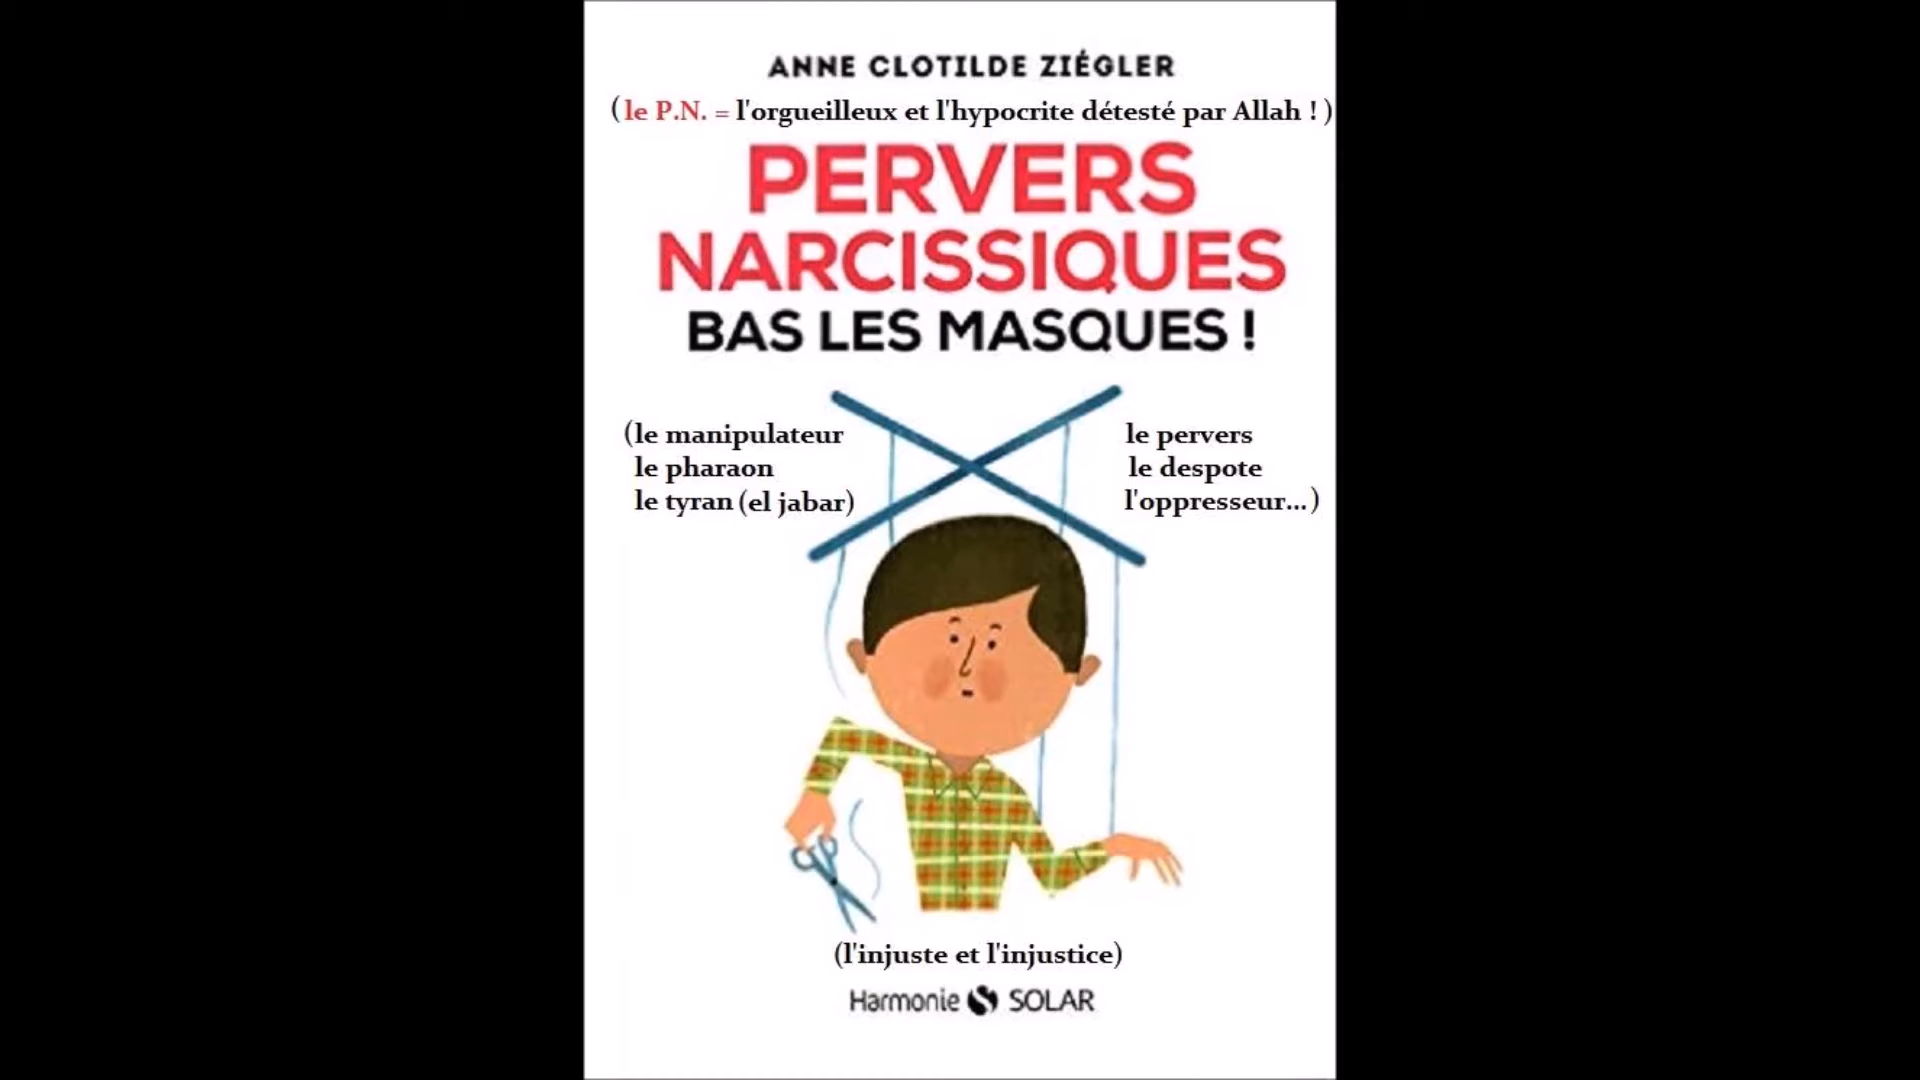 ANNE CLOTILDE ZIÉGLER
(le P.N. = l'orgueilleux et l'hypocrite détesté par Allah !)
PERVERS
NARCISSIQUES
BAS LES MASQUES !
(le manipulateur
le pharaon
le tyran (el jabar)
le pervers
le despote
l'oppresseur...)
(l'injuste et l'injustice)
Harmonie SOLAR